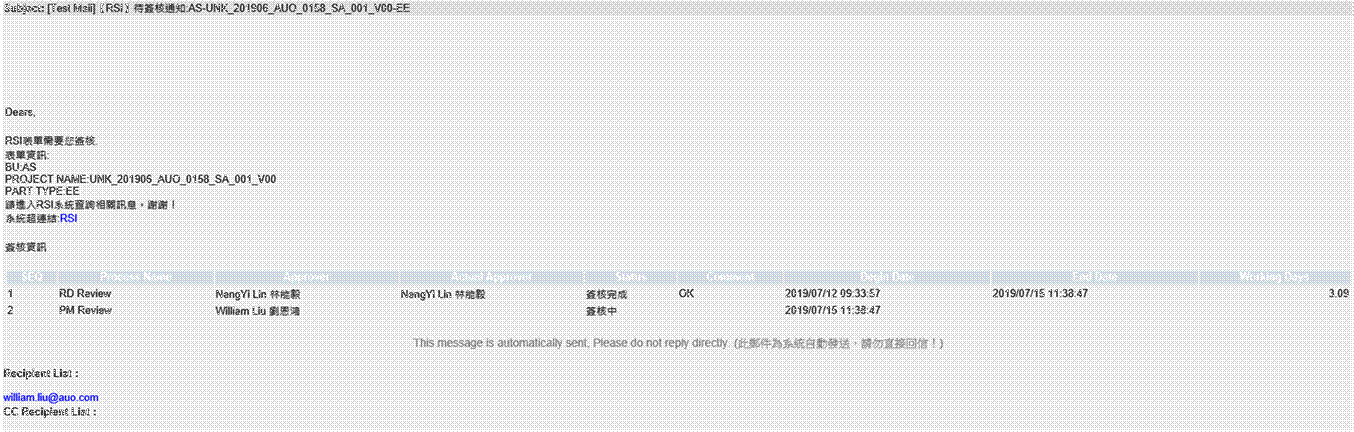 Subject: [Test Mail]【RSI】待簽核通知:AS-UNK_201906_AUO_0158_SA_001_V00-EE
Dears,
RSI表單需要您簽核.
表單資訊:
BU:AS
PROJECT NAME:UNK_201906_AUO_0158_SA_001_V00
PART TYPE:EE
請進入RSI系統查詢相關訊息，謝謝！
系統超連結:RSI
簽核資訊
SEQ Process Name Approver Actual Approver Status Comment Begin Date End Date Working Days
1 RD Review NangYi Lin 林能毅 NangYi Lin 林能毅 簽核完成 OK 2019/07/12 09:33:57 2019/07/15 11:38:47 3.09
2 PM Review William Liu 劉恩鴻 簽核中 2019/07/15 11:38:47
This message is automatically sent, Please do not reply directly. (此郵件為系統自動發送，請勿直接回信！)
Recipient List :
william.liu@auo.com
CC Recipient List :